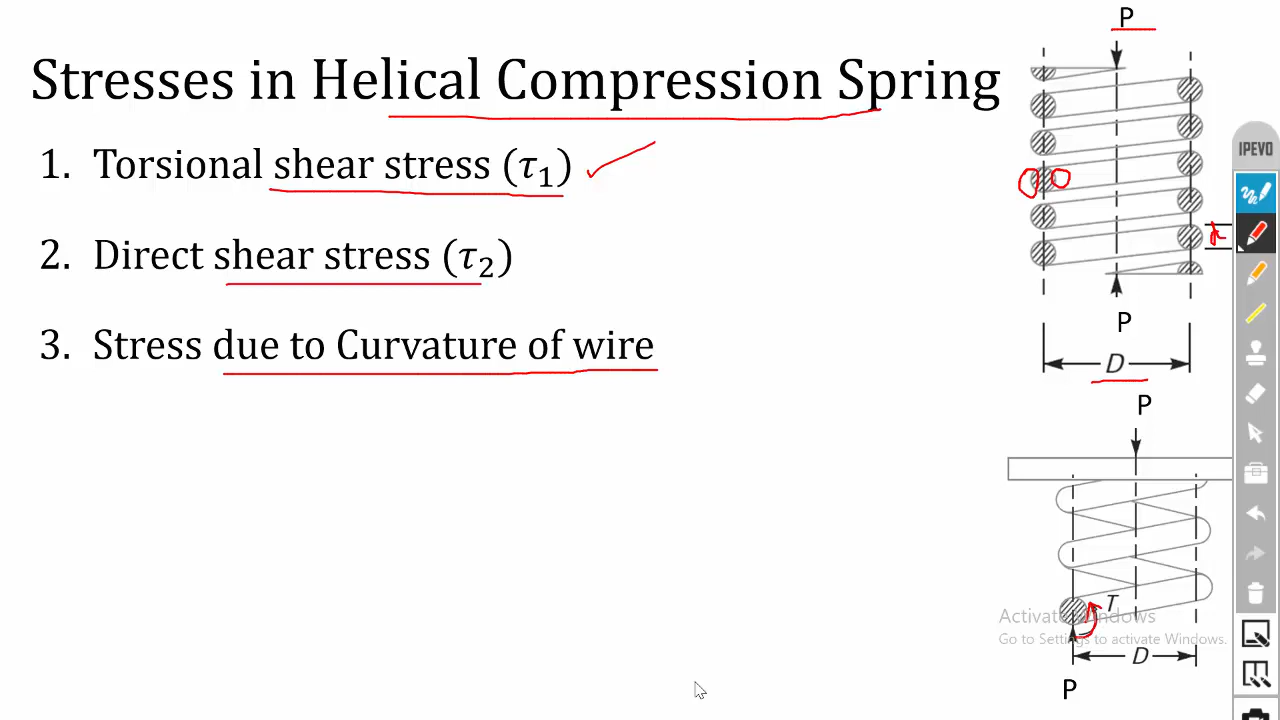 P
Stresses in Helical Compression Spring
1. Torsional shear stress (τ₁)
2. Direct shear stress (τ₂)
3. Stress due to Curvature of wire
P
D
P
T
D
P
IPEVO
Activate Windows
Go to Settings to activate Windows.